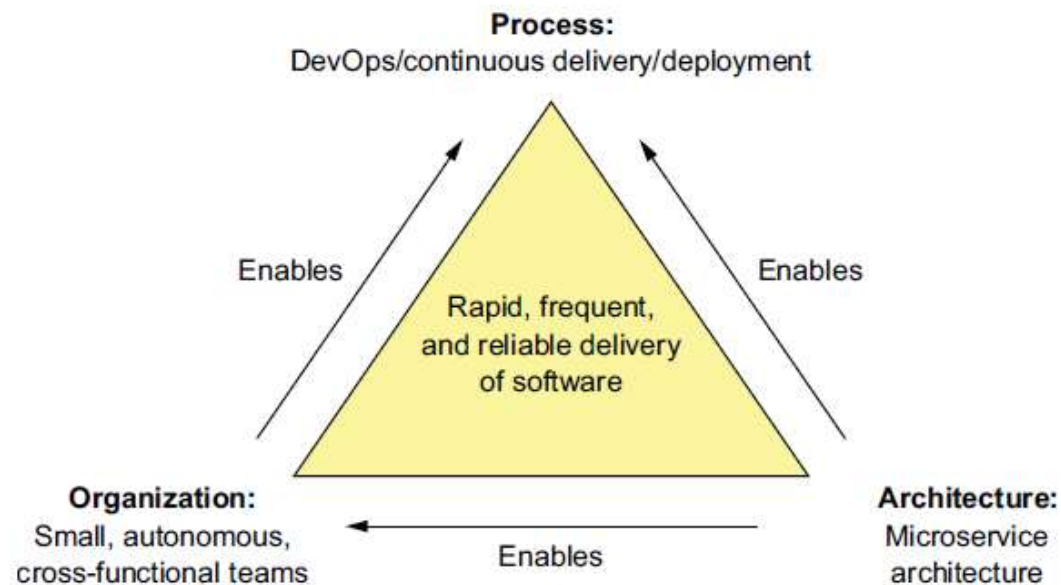 Process:
DevOps/continuous delivery/deployment
Enables
Enables
Rapid, frequent,
and reliable delivery
of software
Organization:
Small, autonomous,
cross-functional teams
Enables
Architecture:
Microservice
architecture